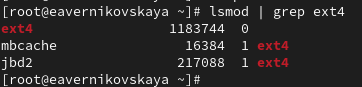 [root@eavernikovskaya ~]# lsmod | grep ext4
ext4 1183744 0
mbcache 16384 1 ext4
jbd2 217088 1 ext4
[root@eavernikovskaya ~]#